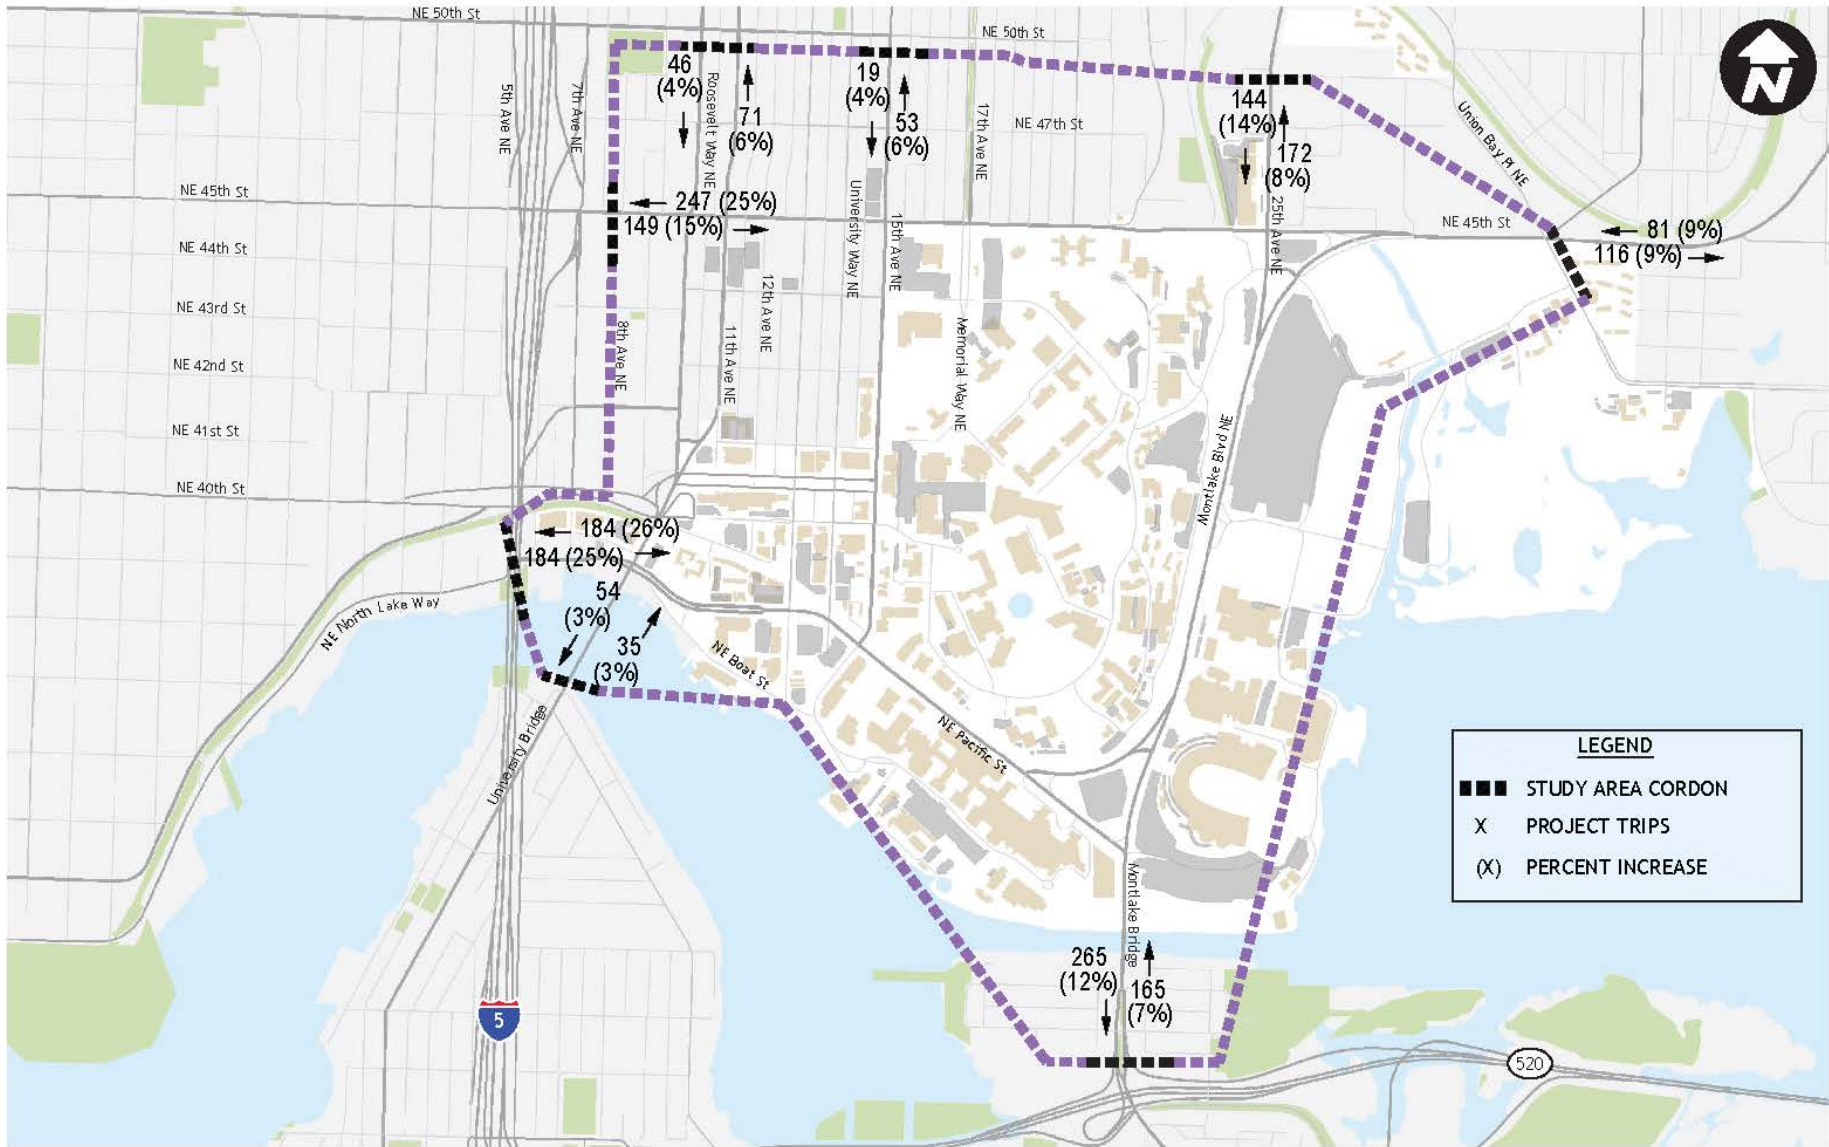 NE 50th St
NE 50th St
N
46
(4%)
71
(6%)
19
(4%)
53
(6%)
144
(14%)
172
(8%)
5th Ave NE
7th Ave NE
Roosevelt Way NE
17th Ave NE
NE 47th St
Union Bay Pl NE
NE 45th St
247 (25%)
149 (15%)
University Way NE
15th Ave NE
25th Ave NE
NE 45th St
81 (9%)
116 (9%)
NE 44th St
12th Ave NE
NE 43rd St
8th Ave NE
11th Ave NE
Memorial Way NE
NE 42nd St
NE 41st St
Montlake Blvd NE
NE 40th St
184 (26%)
184 (25%)
54
(3%)
35
(3%)
NE North Lake Way
NE Boat St
University Bridge
NE Pacific St
LEGEND
STUDY AREA CORDON
X PROJECT TRIPS
(X) PERCENT INCREASE
Montlake Bridge
265
(12%)
165
(7%)
5
520